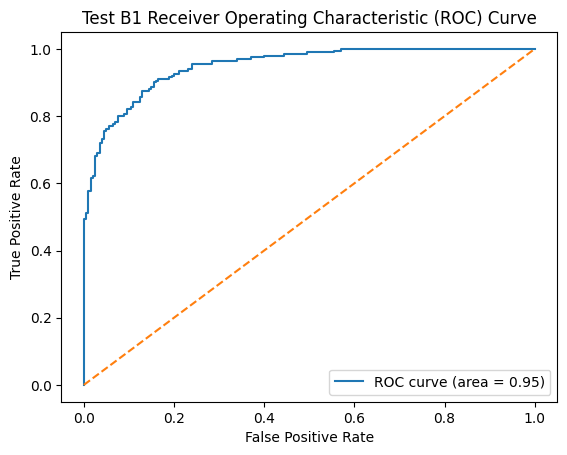 Test B1 Receiver Operating Characteristic (ROC) Curve
True Positive Rate
1.0
0.8
0.6
0.4
0.2
0.0
ROC curve (area = 0.95)
0.0 0.2 0.4 0.6 0.8 1.0
False Positive Rate